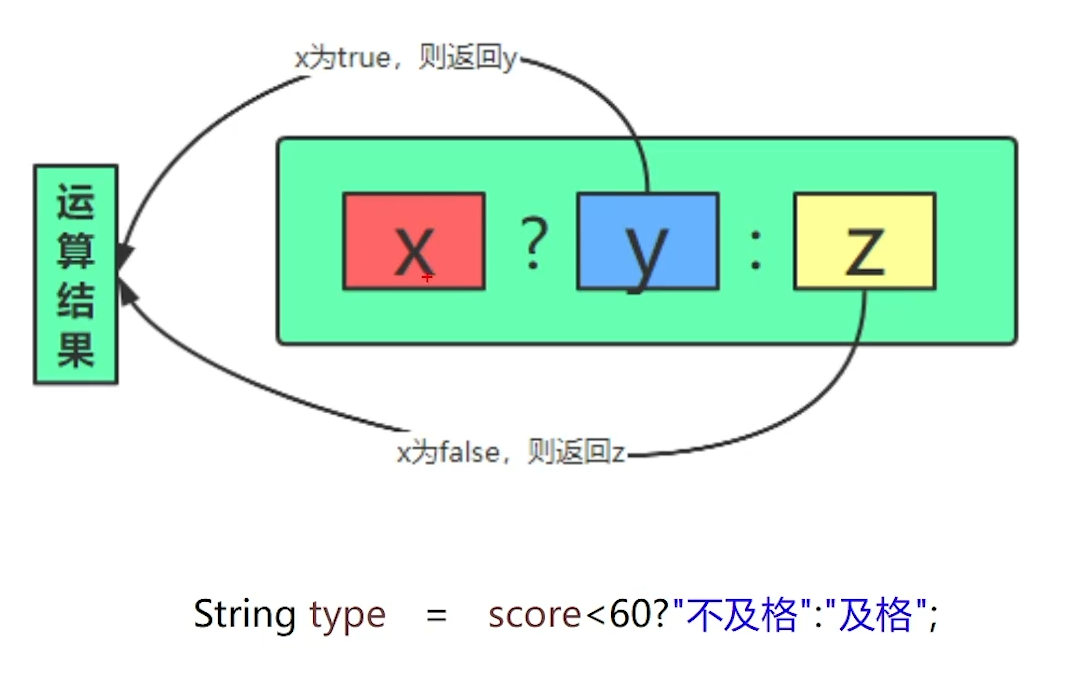 x为true，则返回y
运算结果
x ? y : z
x为false，则返回z
String type = score<60?"不及格":"及格";